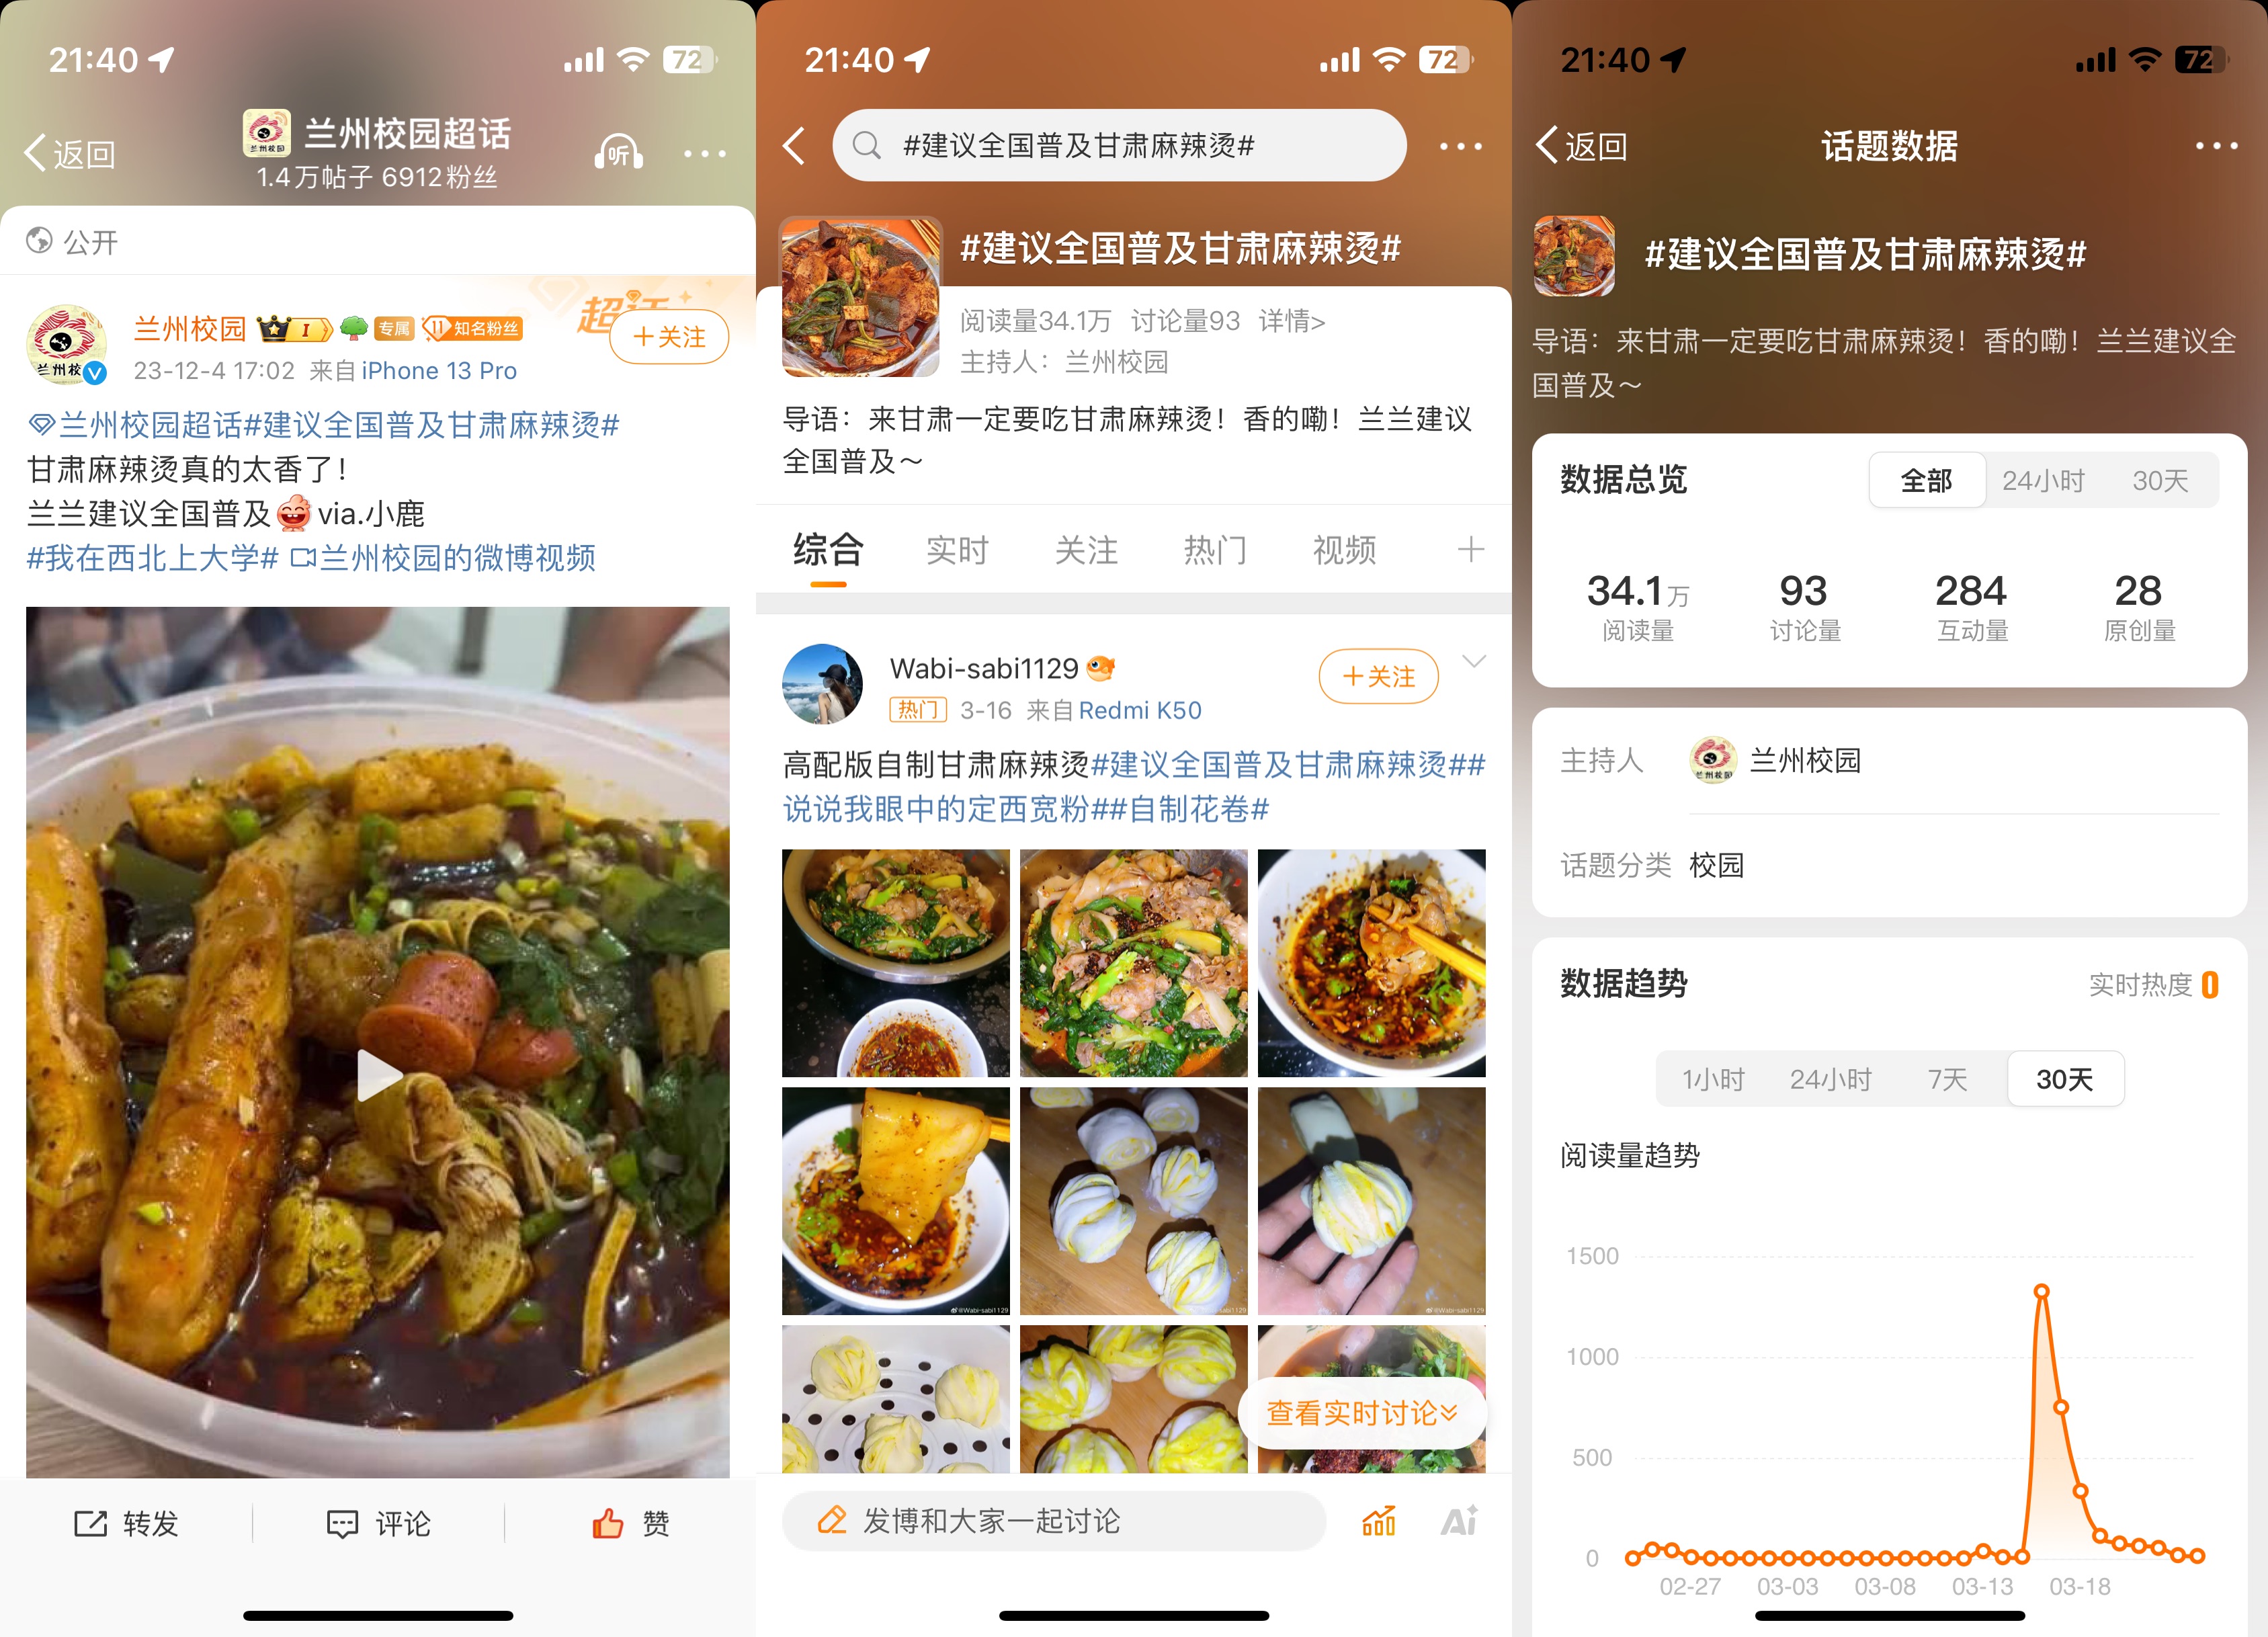 21:40
72
返回
兰州校园超话
1.4万帖子 6912粉丝
听
公开
兰州校园
I
专属
11 知名粉丝
超话
＋关注
23-12-4 17:02 来自 iPhone 13 Pro
兰州校园超话#建议全国普及甘肃麻辣烫#
甘肃麻辣烫真的太香了！
兰兰建议全国普及 via.小鹿
#我在西北上大学# 兰州校园的微博视频
转发
评论
赞
21:40
72
#建议全国普及甘肃麻辣烫#
#建议全国普及甘肃麻辣烫#
阅读量34.1万 讨论量93 详情>
主持人：兰州校园
导语：来甘肃一定要吃甘肃麻辣烫！香的嘞！兰兰建议
全国普及～
综合
实时
关注
热门
视频
Wabi-sabi1129
＋关注
热门 3-16 来自 Redmi K50
高配版自制甘肃麻辣烫#建议全国普及甘肃麻辣烫##
说说我眼中的定西宽粉##自制花卷#
@Wabi-sabi1129
@Wabi-sabi1129
@Wabi-sabi1129
查看实时讨论
发博和大家一起讨论
Ai
21:40
72
返回
话题数据
#建议全国普及甘肃麻辣烫#
导语：来甘肃一定要吃甘肃麻辣烫！香的嘞！兰兰建议全
国普及～
数据总览
全部
24小时
30天
34.1万
93
284
28
阅读量
讨论量
互动量
原创量
主持人
兰州校园
话题分类 校园
数据趋势
实时热度 0
1小时
24小时
7天
30天
阅读量趋势
1500
1000
500
0
02-27
03-03
03-08
03-13
03-18